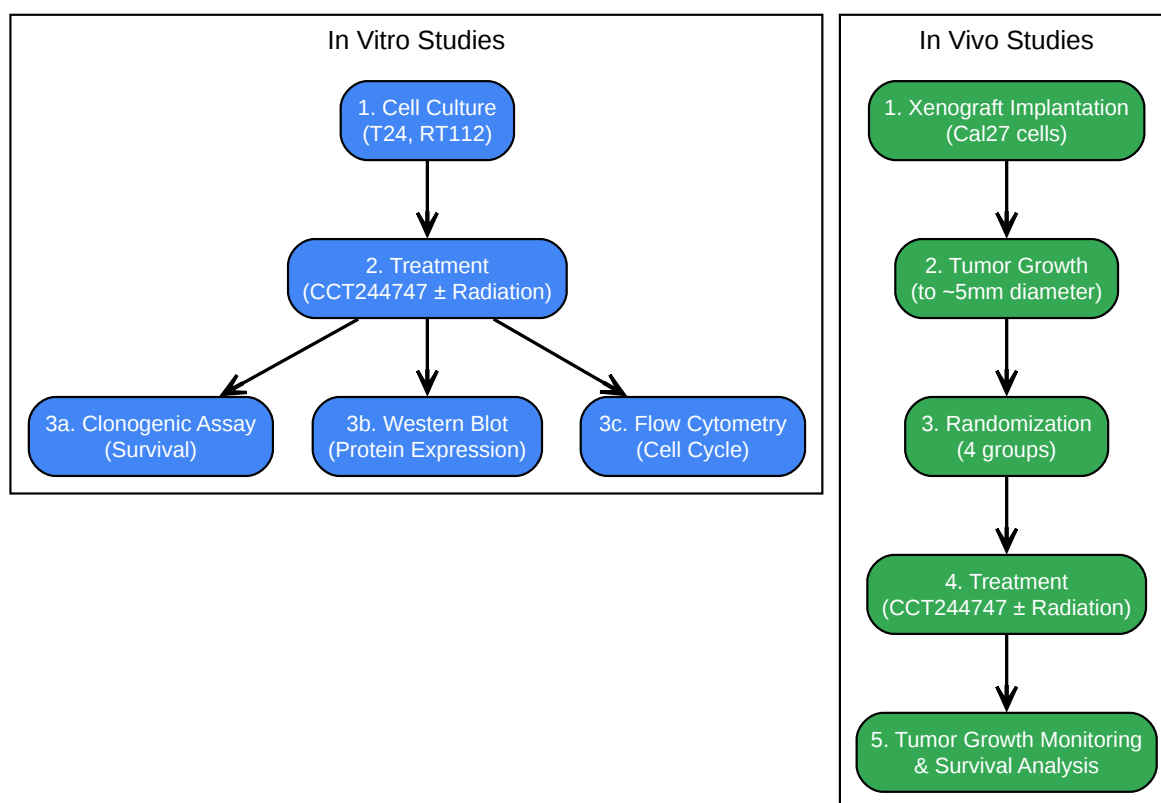 In Vitro Studies
1. Cell Culture
(T24, RT112)
2. Treatment
(CCT244747 ± Radiation)
3a. Clonogenic Assay
(Survival)
3b. Western Blot
(Protein Expression)
3c. Flow Cytometry
(Cell Cycle)
In Vivo Studies
1. Xenograft Implantation
(Cal27 cells)
2. Tumor Growth
(to ~5mm diameter)
3. Randomization
(4 groups)
4. Treatment
(CCT244747 ± Radiation)
5. Tumor Growth Monitoring
& Survival Analysis